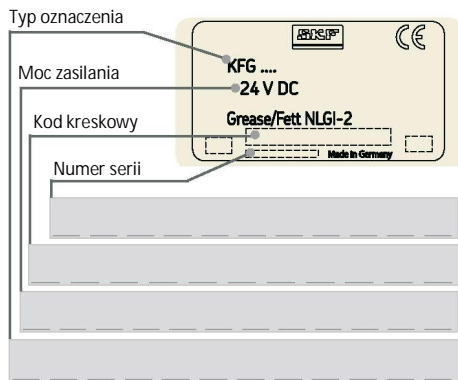 Typ oznaczenia
SKF
CE
KFG ....
Moc zasilania
24 V DC
Kod kreskowy
Grease/Fett NLGI-2
Made in Germany
Numer serii